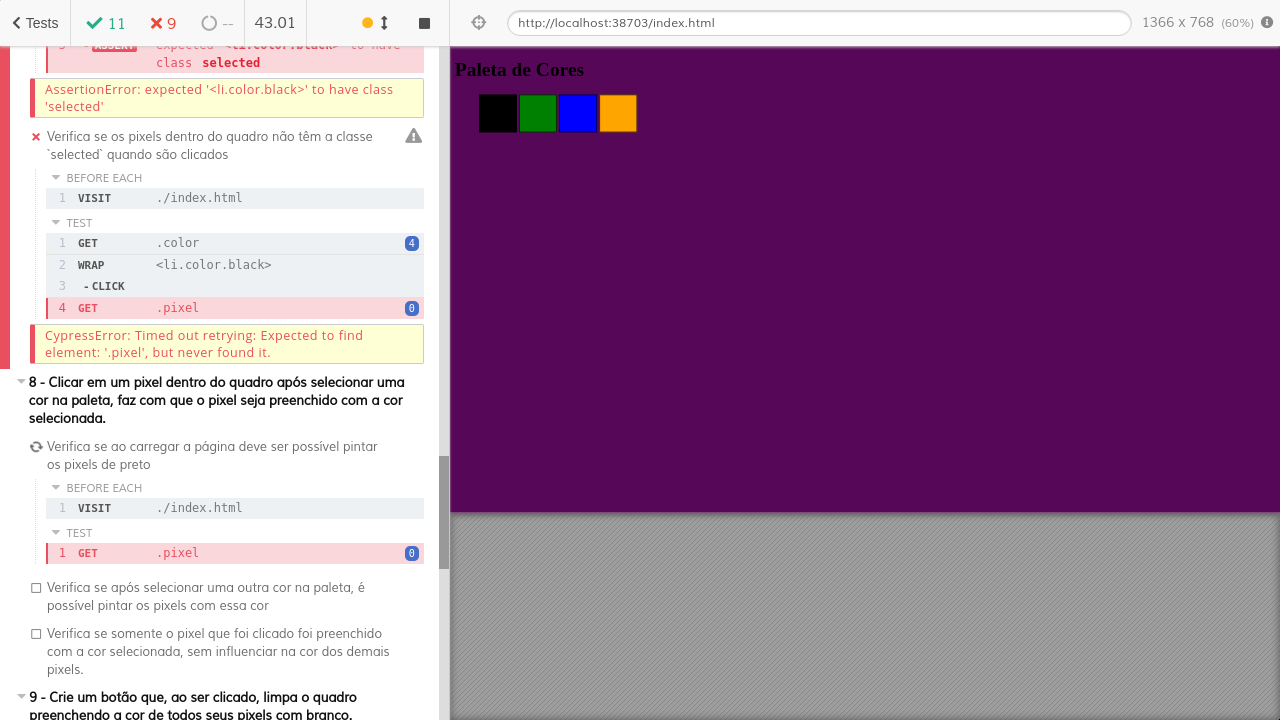 Tests
11
9
--
43.01
http://localhost:38703/index.html
1366 x 768 (60%)
ASSERT expected <li.color.black> to have
class selected
AssertionError: expected '<li.color.black>' to have class
'selected'
Verifica se os pixels dentro do quadro não têm a classe
`selected` quando são clicados
BEFORE EACH
1 VISIT ./index.html
TEST
1 GET .color 4
2 WRAP <li.color.black>
3 -CLICK
4 GET .pixel 0
CypressError: Timed out retrying: Expected to find
element: '.pixel', but never found it.
8 - Clicar em um pixel dentro do quadro após selecionar uma
cor na paleta, faz com que o pixel seja preenchido com a cor
selecionada.
Verifica se ao carregar a página deve ser possível pintar
os pixels de preto
BEFORE EACH
1 VISIT ./index.html
TEST
1 GET .pixel 0
Verifica se após selecionar uma outra cor na paleta, é
possível pintar os pixels com essa cor
Verifica se somente o pixel que foi clicado foi preenchido
com a cor selecionada, sem influenciar na cor dos demais
pixels.
9 - Crie um botão que, ao ser clicado, limpa o quadro
preenchendo a cor de todos seus pixels com branco.
Paleta de Cores